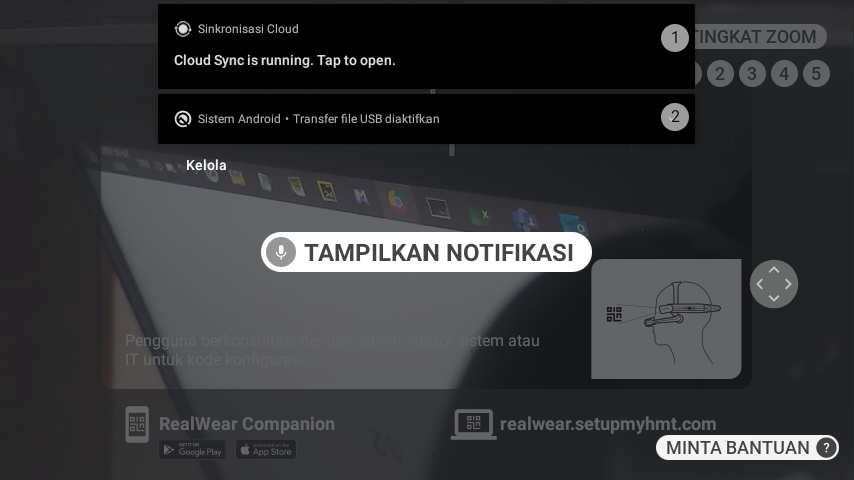 Sinkronisasi Cloud
1
TINGKAT ZOOM
Cloud Sync is running. Tap to open.
2 3 4 5
Sistem Android • Transfer file USB diaktifkan
2
Kelola
TAMPILKAN NOTIFIKASI
Pengguna berkonsultasi dengan administrator sistem atau
IT untuk kode konfigurasi.
RealWear Companion
realwear.setupmyhmt.com
GET IT ON
Google Play
Download on the
App Store
MINTA BANTUAN ?